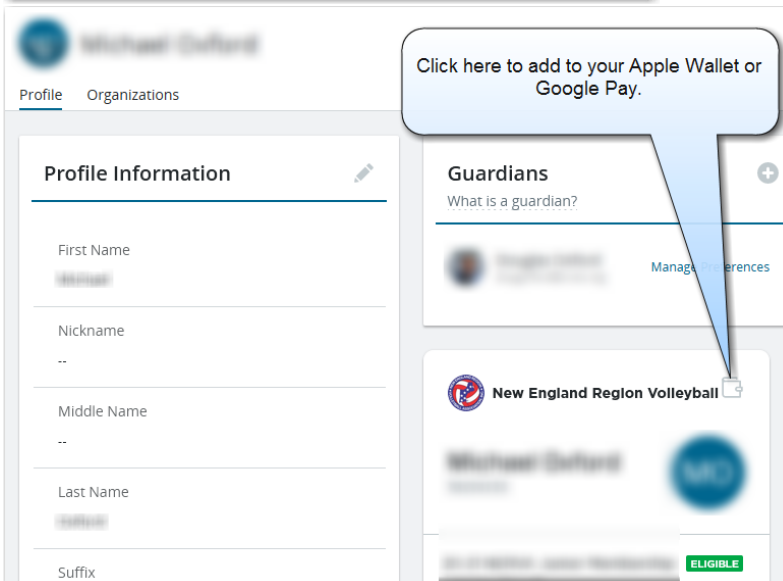 Click here to add to your Apple Wallet or
Google Pay.
Profile Organizations
Profile Information
First Name
Nickname
--
Middle Name
--
Last Name
Suffix
Guardians
What is a guardian?
Manage Preferences
New England Region Volleyball
ELIGIBLE